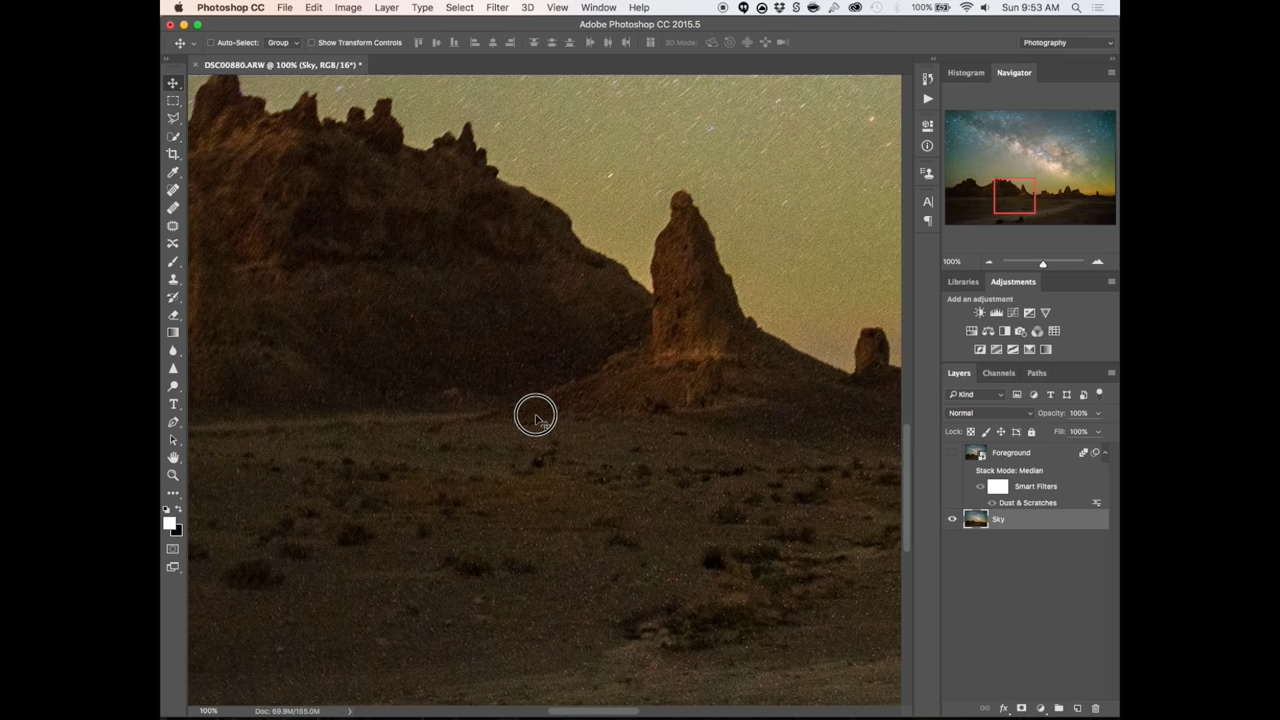 Photoshop CC File Edit Image Layer Type Select Filter 3D View Window Help 100% Sun 9:53 AM
Adobe Photoshop CC 2015.5
Auto-Select: Group Show Transform Controls 3D Mode: Photography
× DSC00880.ARW @ 100% (Sky, RGB/16*) *
Histogram Navigator
100%
Libraries Adjustments
Add an adjustment
Layers Channels Paths
Kind
Normal Opacity: 100%
Lock: Fill: 100%
Foreground
Stack Mode: Median
Smart Filters
Dust & Scratches
Sky
100% Doc: 69.9M/155.0M